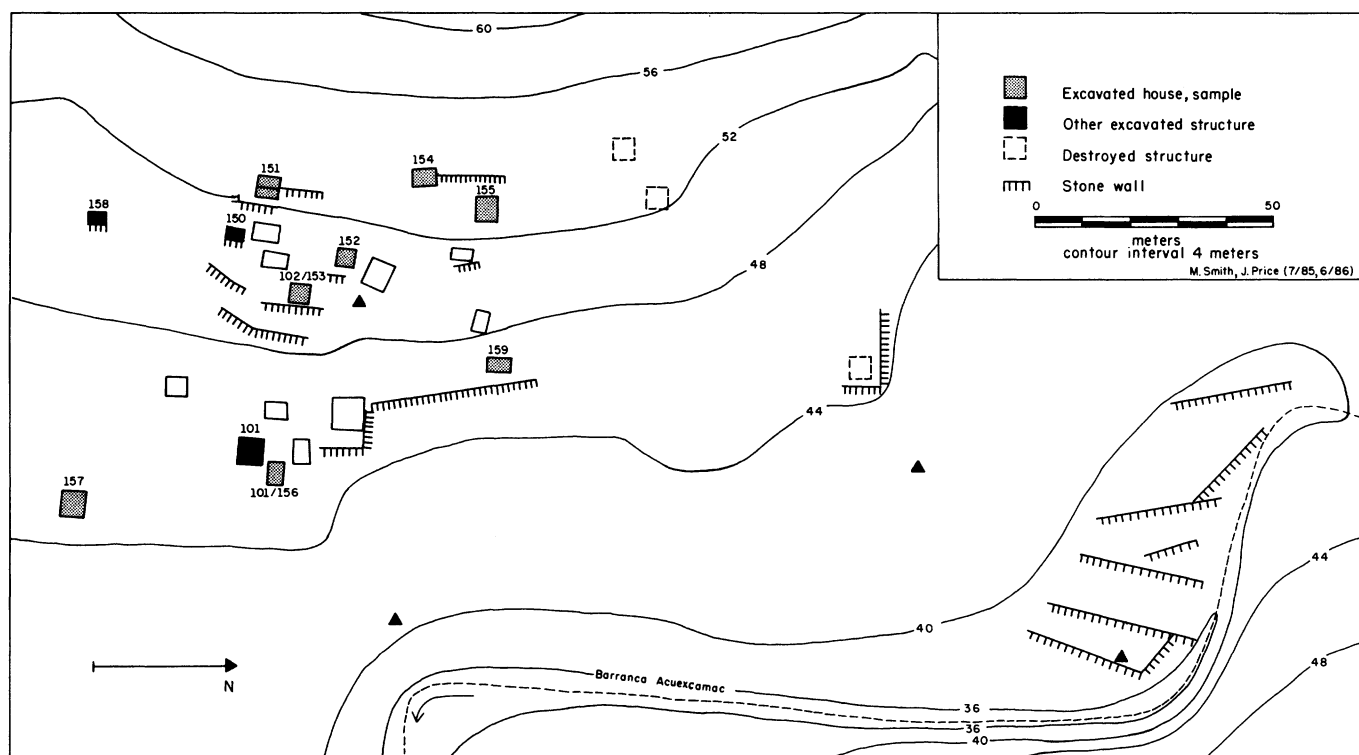 60
56
52
48
44
40
36
36
40
44
48
151
154
155
158
150
152
102/153
159
101
101/156
157
Excavated house, sample
Other excavated structure
Destroyed structure
Stone wall
0 50
meters
contour interval 4 meters
M. Smith, J. Price (7/85, 6/86)
Barranca Acuexcamac
N